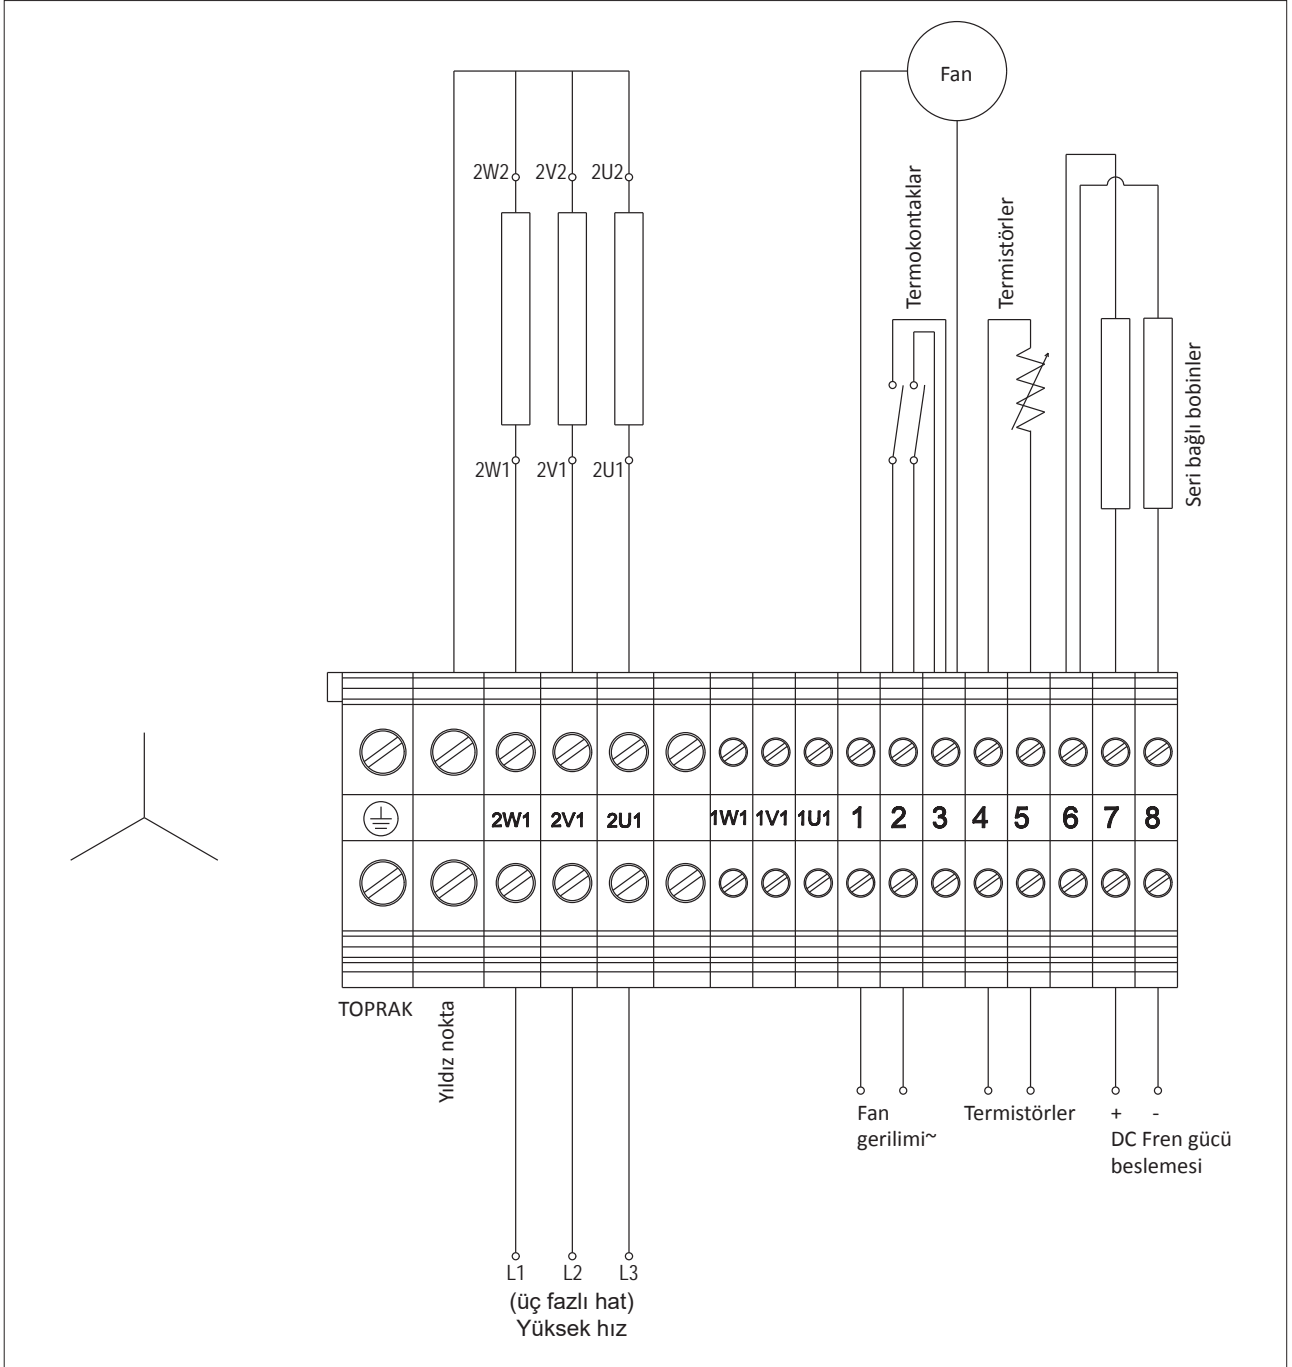 Fan
2W2 2V2 2U2
Termokontaklar
Termistörler
Seri bağlı bobinler
2W1 2V1 2U1
2W1 2V1 2U1 1W1 1V1 1U1 1 2 3 4 5 6 7 8
TOPRAK
Yıldız nokta
Fan
gerilimi~
Termistörler
+ -
DC Fren gücü
beslemesi
L1 L2 L3
(üç fazlı hat)
Yüksek hız